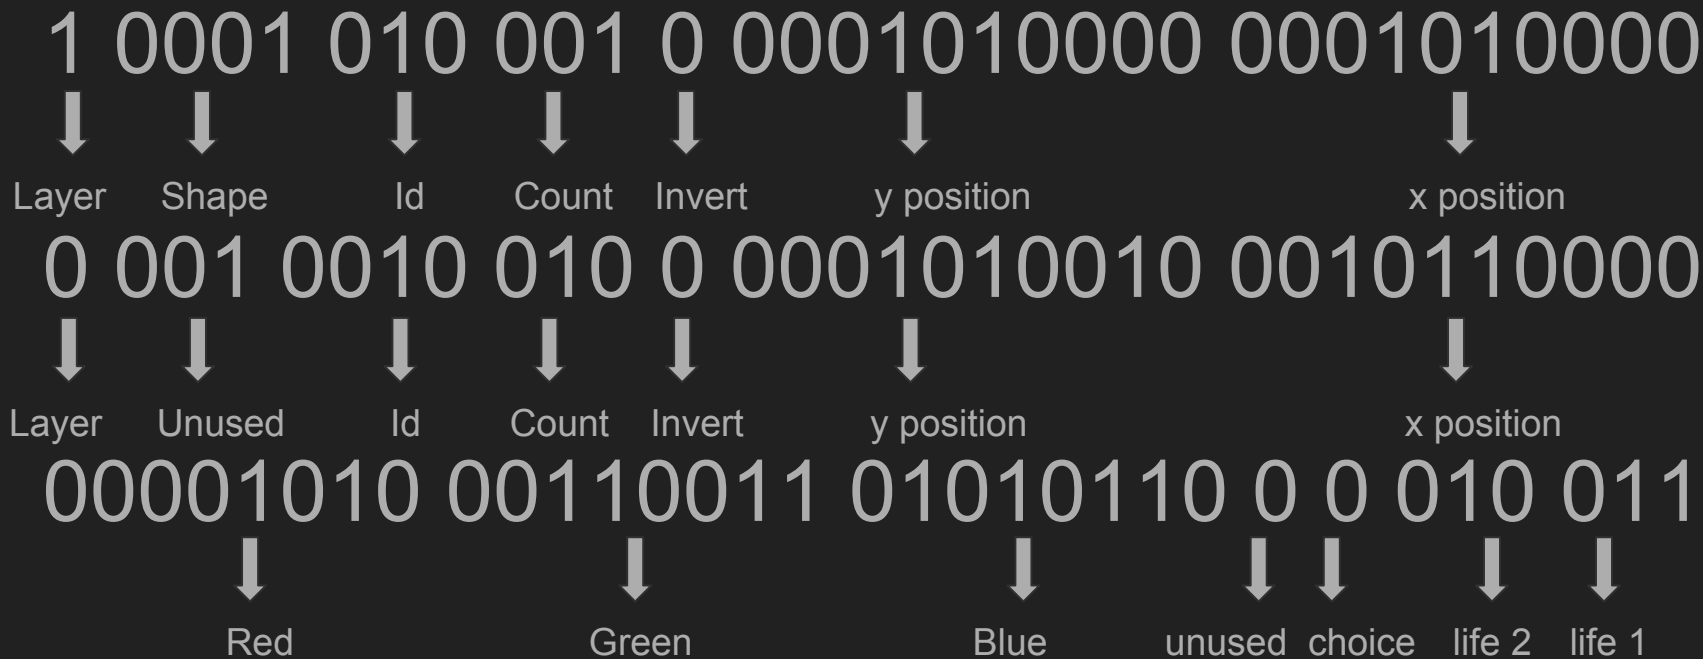 1 0001 010 001 0 0001010000 0001010000
Layer Shape Id Count Invert y position x position
0 001 0010 010 0 0001010010 0010110000
Layer Unused Id Count Invert y position x position
00001010 00110011 01010110 0 0 010 011
Red Green Blue unused choice life 2 life 1